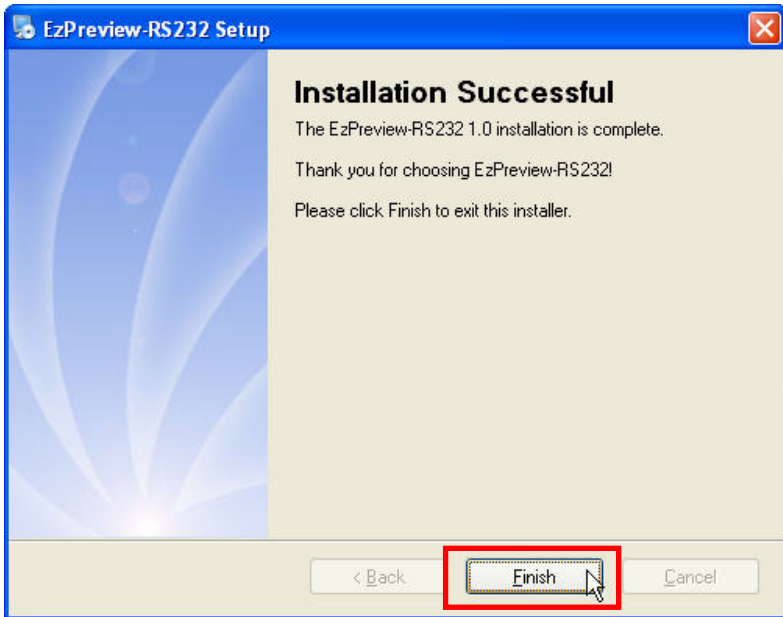 EzPreview-RS232 Setup
Installation Successful
The EzPreview-RS232 1.0 installation is complete.
Thank you for choosing EzPreview-RS232!
Please click Finish to exit this installer.
< Back Finish Cancel